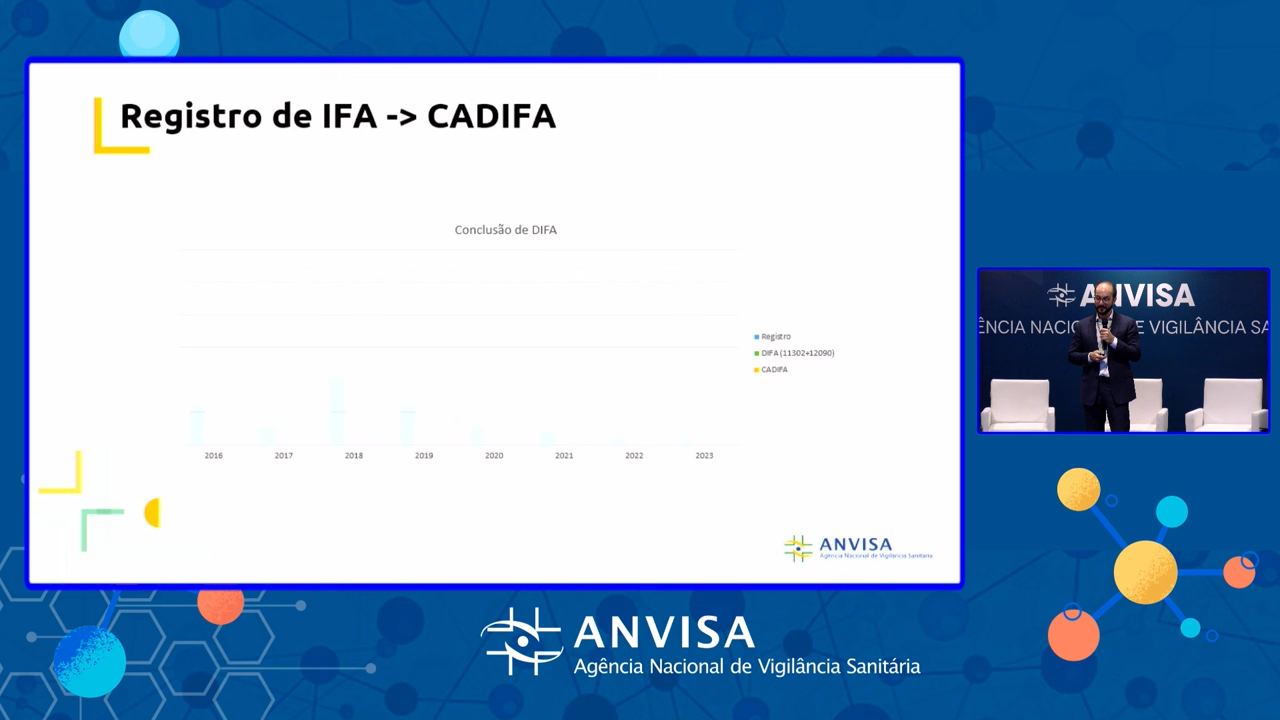 Registro de IFA -> CADIFA
Conclusão de DIFA
Registro
DIFA (11302+12090)
CADIFA
2016 2017 2018 2019 2020 2021 2022 2023
ANVISA
Agência Nacional de Vigilância Sanitária
ANVISA
ÊNCIA NACIO DE VIGILÂNCIA SA
ANVISA
Agência Nacional de Vigilância Sanitária